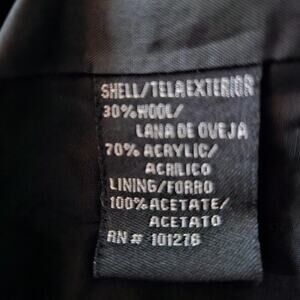 SHELL/TELA EXTERIOR
30% WOOL/
LANA DE OVEJA
70% ACRYLIC/
ACRILICO
LINING/FORRO
100% ACETATE/
ACETATO
RN # 101276